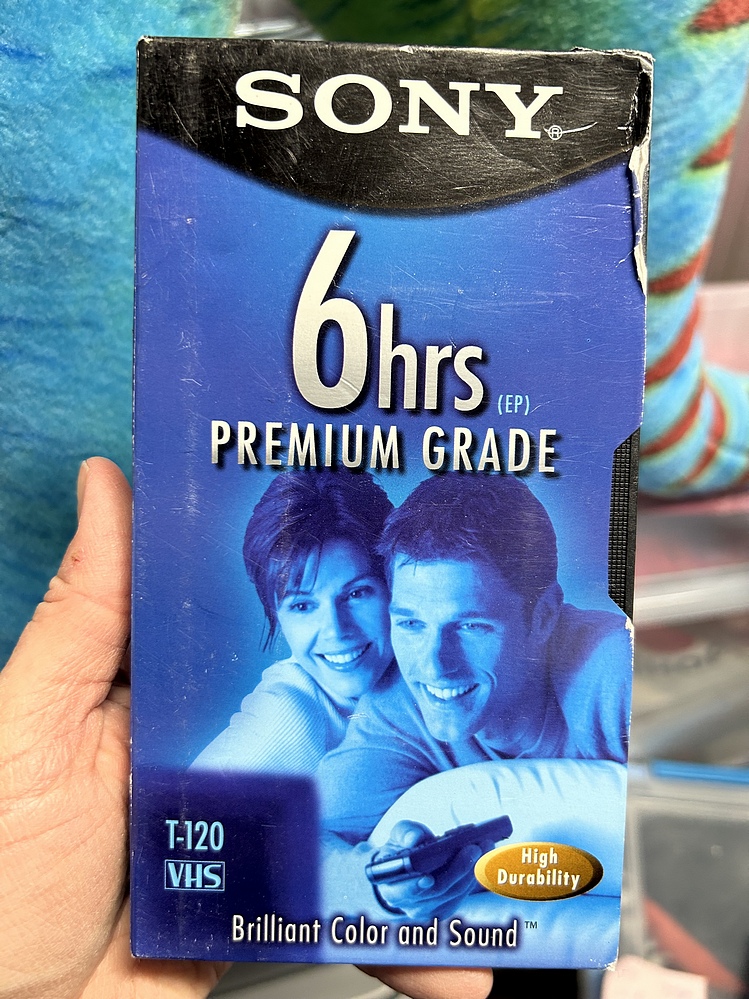 SONY®
6hrs (EP)
PREMIUM GRADE
T-120
VHS
High
Durability
Brilliant Color and Sound™